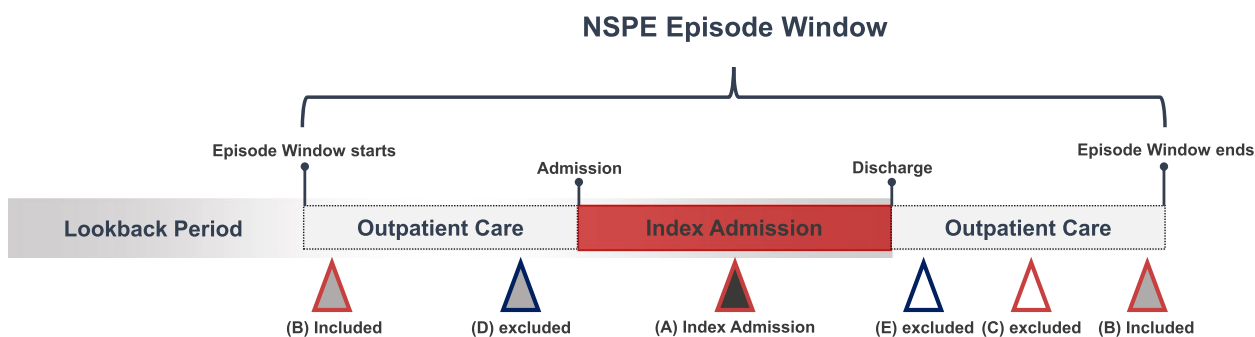 NSPE Episode Window
Episode Window starts
Admission
Discharge
Episode Window ends
Lookback Period
Outpatient Care
Index Admission
Outpatient Care
(B) Included
(D) excluded
(A) Index Admission
(E) excluded
(C) excluded
(B) Included